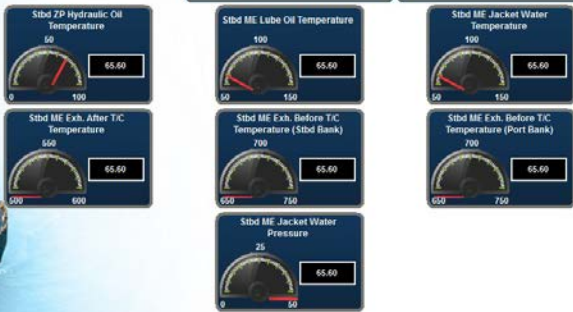 Stbd ZP Hydraulic Oil
Temperature
50
65.60
0 100
Stbd ME Lube Oil Temperature
100
65.60
50 150
Stbd ME Jacket Water
Temperature
100
65.60
50 150
Stbd ME Exh. After T/C
Temperature
550
65.60
500 600
Stbd ME Exh. Before T/C
Temperature (Stbd Bank)
700
65.60
650 750
Stbd ME Exh. Before T/C
Temperature (Port Bank)
700
65.60
650 750
Stbd ME Jacket Water
Pressure
25
65.60
0 50